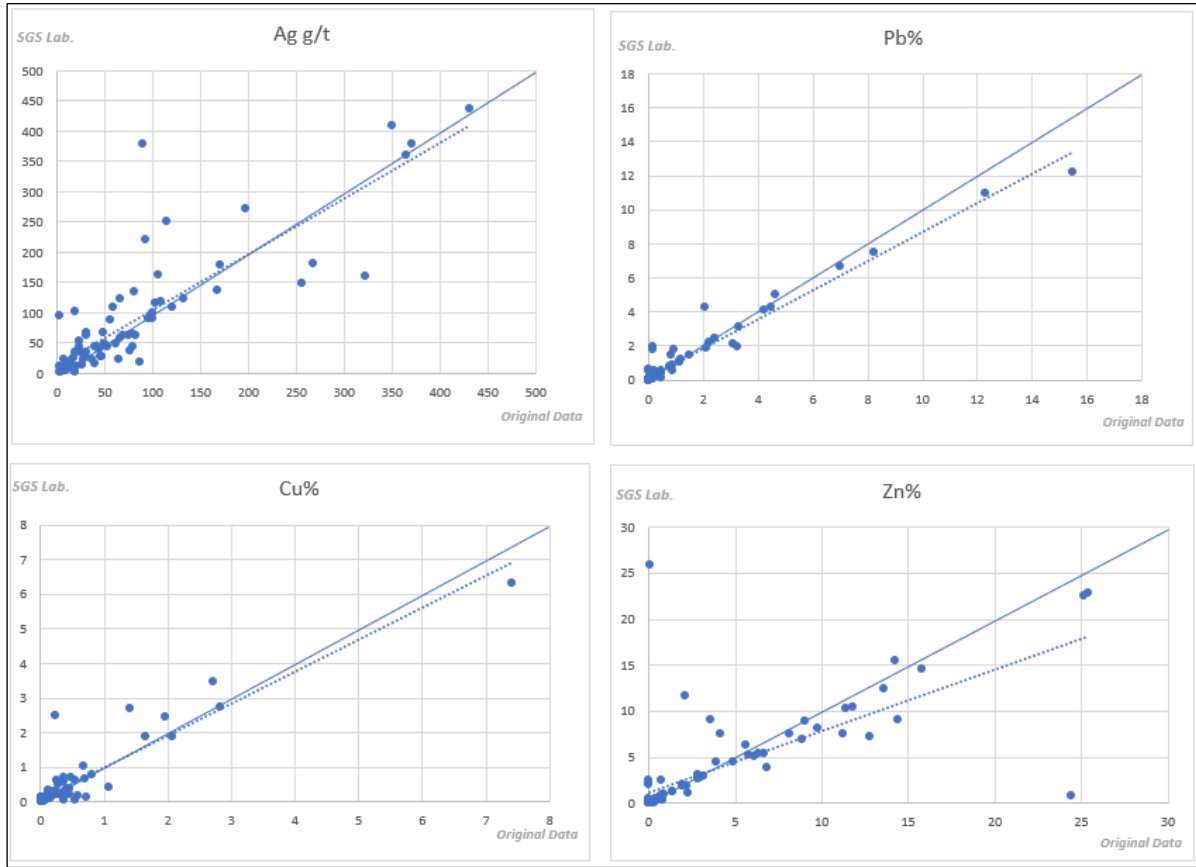 Ag g/t
SGS Lab.
500
450
400
350
300
250
200
150
100
50
0
0 50 100 150 200 250 300 350 400 450 500
Original Data
Pb%
SGS Lab.
18
16
14
12
10
8
6
4
2
0
0 2 4 6 8 10 12 14 16 18
Original Data
Cu%
SGS Lab.
8
7
6
5
4
3
2
1
0
0 1 2 3 4 5 6 7 8
Original Data
Zn%
SGS Lab.
30
25
20
15
10
5
0
0 5 10 15 20 25 30
Original Data